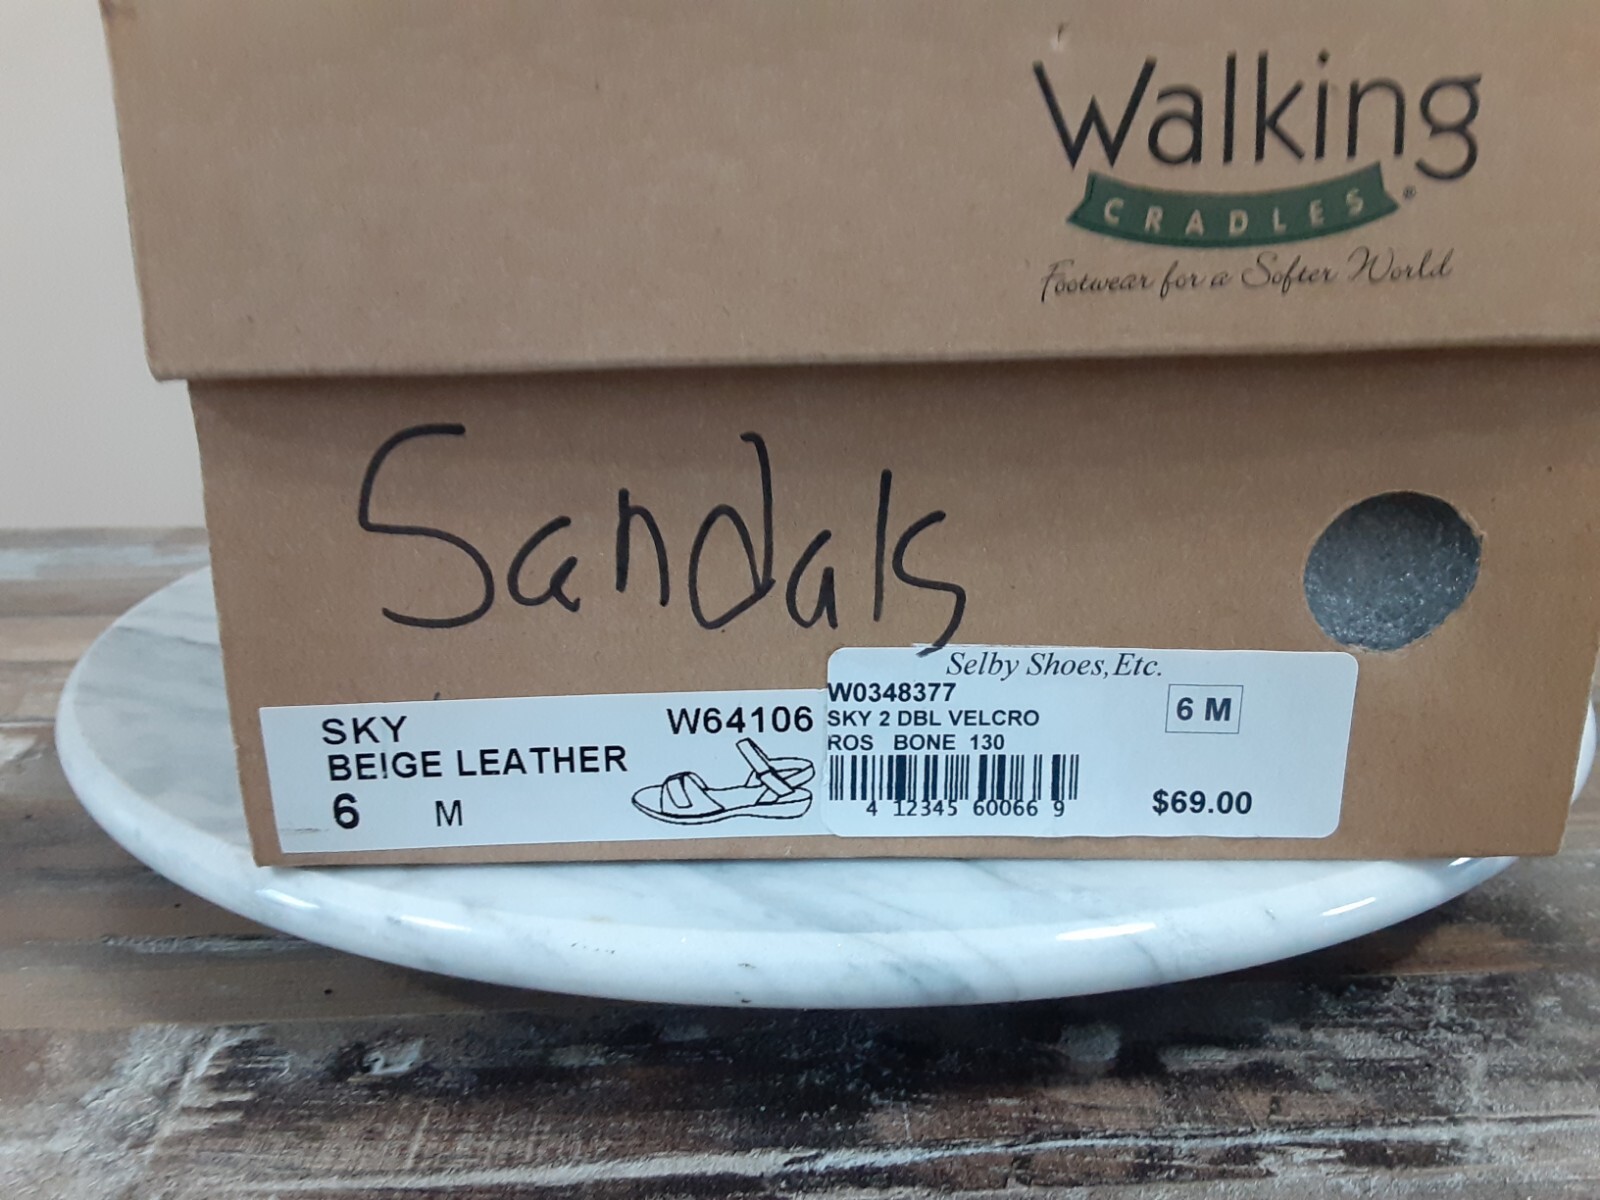 Walking
CRADLES®
Footwear for a Softer World
Sandals
SKY W64106
BEIGE LEATHER
6 M
Selby Shoes, Etc.
W0348377
SKY 2 DBL VELCRO
ROS BONE 130
6 M
4 12345 60066 9
$69.00